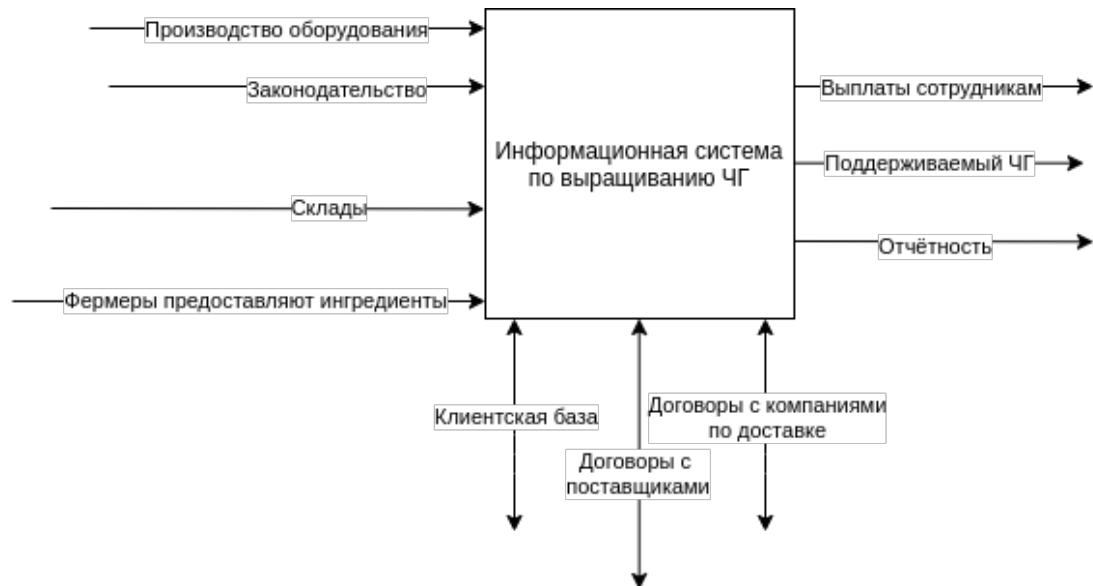 Производство оборудования
Законодательство
Склады
Фермеры предоставляют ингредиенты
Информационная система
по выращиванию ЧГ
Выплаты сотрудникам
Поддерживаемый ЧГ
Отчётность
Клиентская база
Договоры с
поставщиками
Договоры с компаниями
по доставке